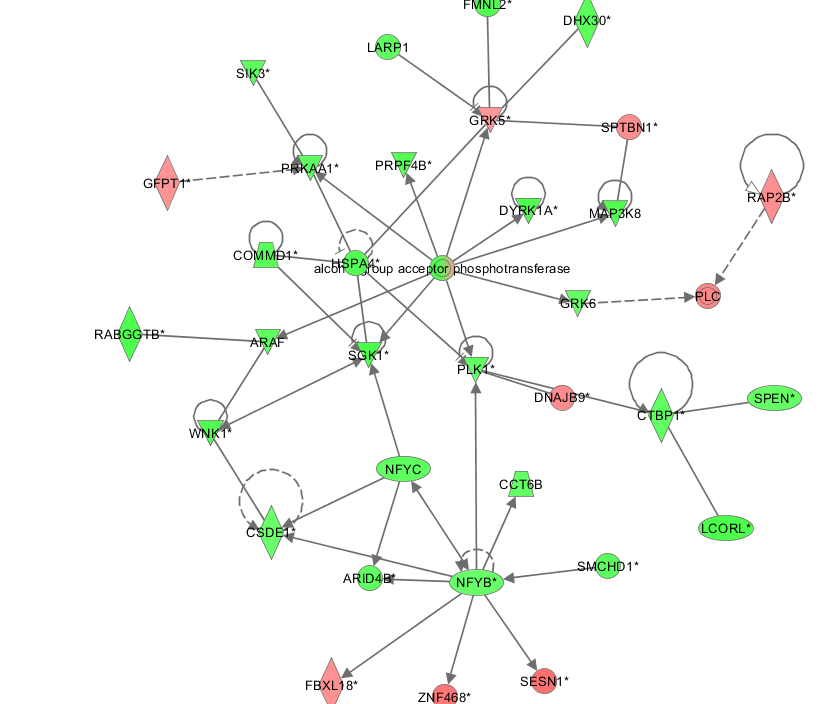 FMNL2*
DHX30*
LARP1
SIK3*
GRK5*
SPTBN1*
PRKAA1*
PRPF4B*
GFPT1*
RAP2B*
DYRK1A*
MAP3K8
COMMD1*
HSPA4*
alcohol group acceptor phosphotransferase
PLC
GRK6
RABGGTB*
ARAF
SGK1*
PLK1*
DNAJB9*
SPEN*
CTBP1*
WNK1*
NFYC
CCT6B
LCORL*
CSDE1*
SMCHD1*
ARID4B*
NFYB*
FBXL18*
SESN1*
ZNF468*